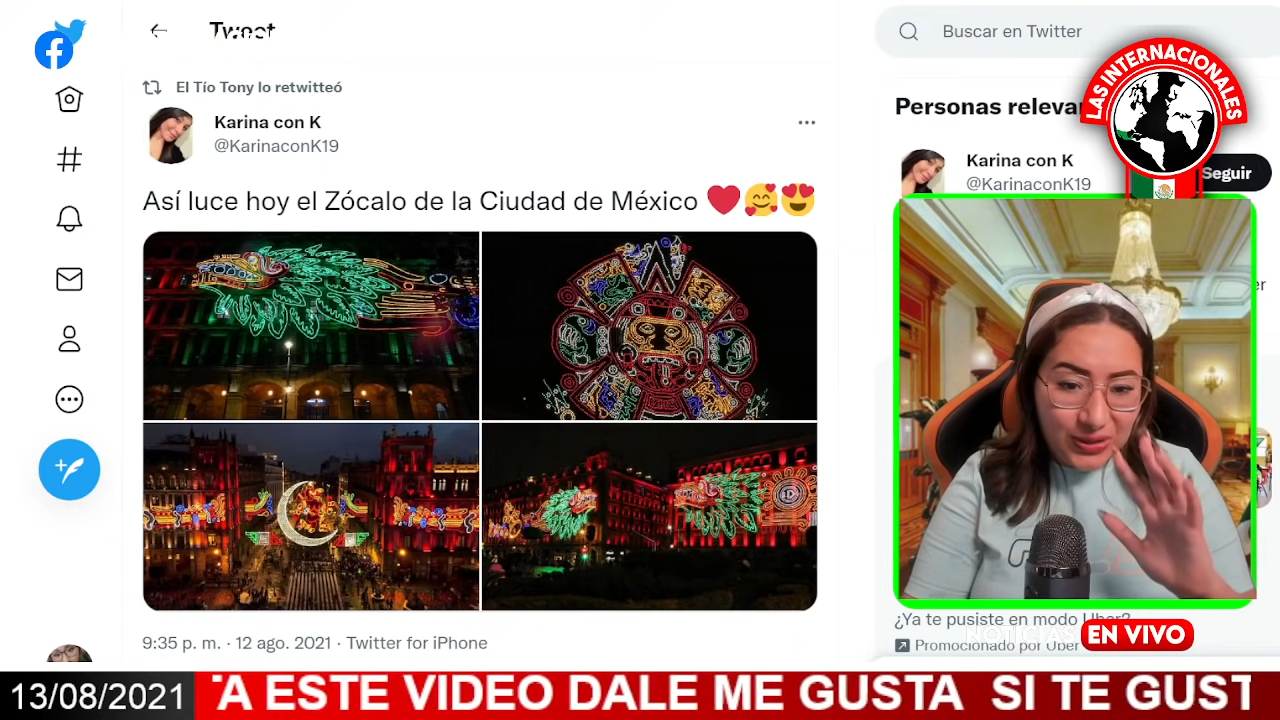 Tweet
Buscar en Twitter
El Tío Tony lo retwitteó
Karina con K
@KarinaconK19
Así luce hoy el Zócalo de la Ciudad de México ❤️🥰😍
9:35 p. m. · 12 ago. 2021 · Twitter for iPhone
LAS INTERNACIONALES
Karina con K
@KarinaconK19
Seguir
¿Ya te pusiste en modo Uber?
Promocionado por Uber
NOTICIAS EN VIVO
13/08/2021
A ESTE VIDEO DALE ME GUSTA SI TE GUST